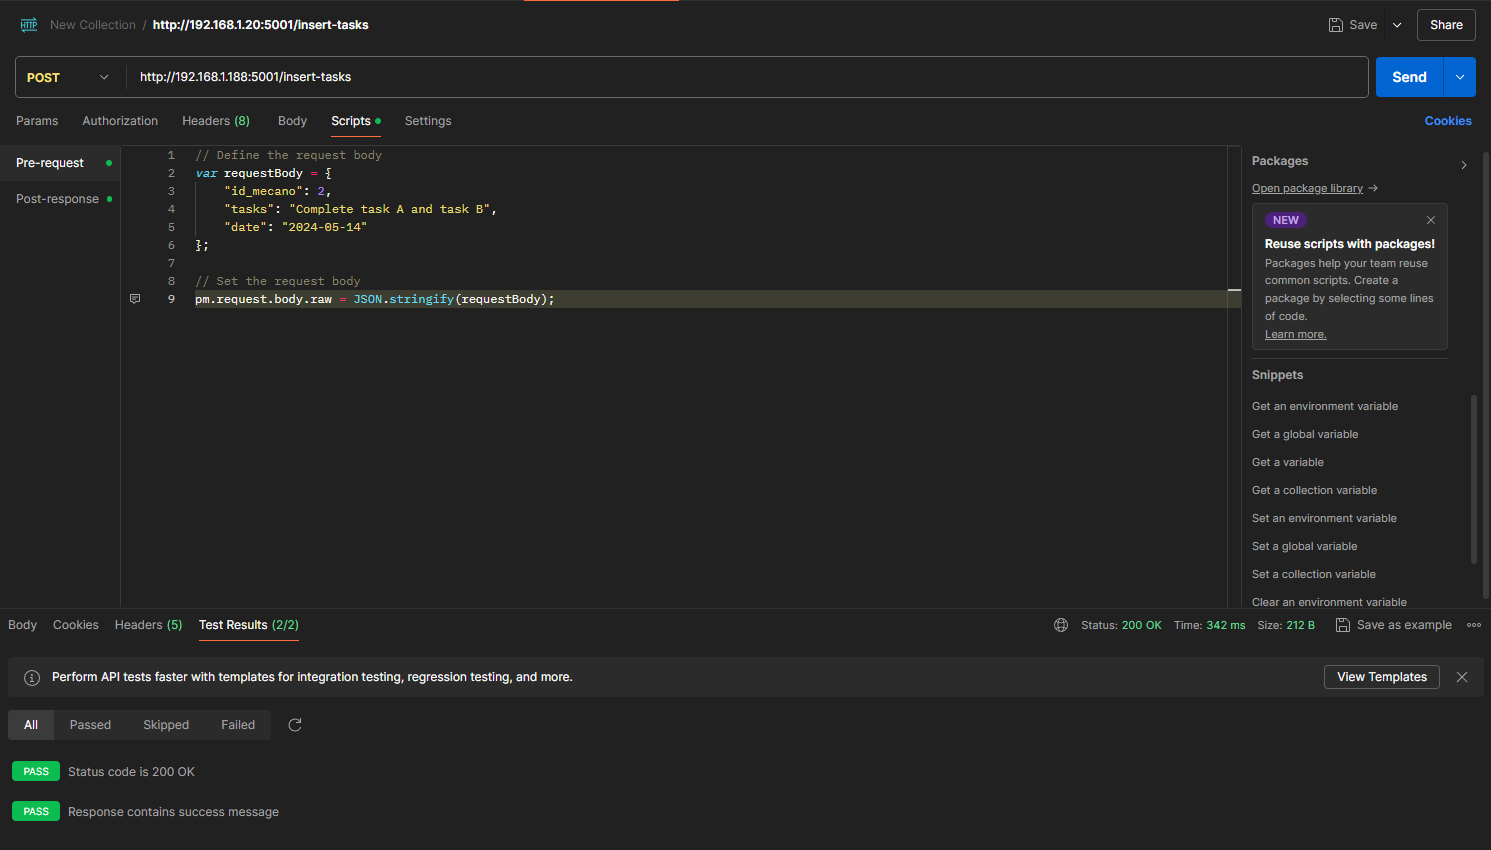 HTTP New Collection / http://192.168.1.20:5001/insert-tasks Save Share
POST http://192.168.1.188:5001/insert-tasks Send
Params Authorization Headers (8) Body Scripts Settings Cookies
Pre-request
Post-response
1 // Define the request body
2 var requestBody = {
3 "id_mecano": 2,
4 "tasks": "Complete task A and task B",
5 "date": "2024-05-14"
6 };
7
8 // Set the request body
9 pm.request.body.raw = JSON.stringify(requestBody);
Packages
Open package library →
NEW
Reuse scripts with packages!
Packages help your team reuse
common scripts. Create a
package by selecting some lines
of code.
Learn more.
Snippets
Get an environment variable
Get a global variable
Get a variable
Get a collection variable
Set an environment variable
Set a global variable
Set a collection variable
Clear an environment variable
Body Cookies Headers (5) Test Results (2/2) Status: 200 OK Time: 342 ms Size: 212 B Save as example
Perform API tests faster with templates for integration testing, regression testing, and more. View Templates
All Passed Skipped Failed
PASS Status code is 200 OK
PASS Response contains success message